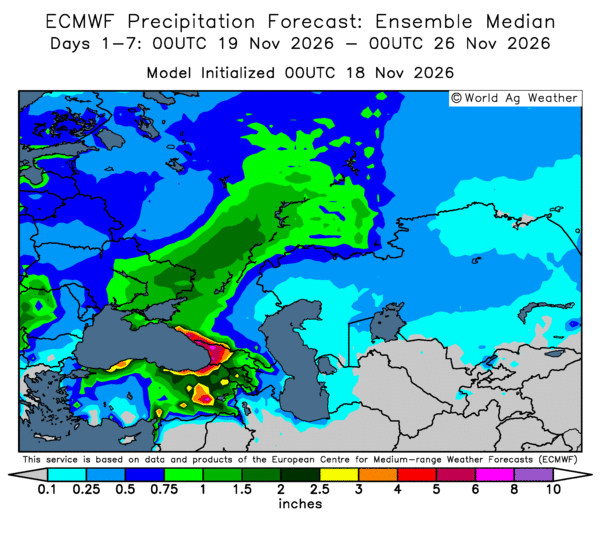 ECMWF Precipitation Forecast: Ensemble Median
Days 1-7: 00UTC 19 Nov 2026 – 00UTC 26 Nov 2026
Model Initialized 00UTC 18 Nov 2026
©World Ag Weather
This service is based on data and products of the European Centre for Medium-range Weather Forecasts (ECMWF)
0.1 0.25 0.5 0.75 1 1.5 2 2.5 3 4 5 6 8 10
inches